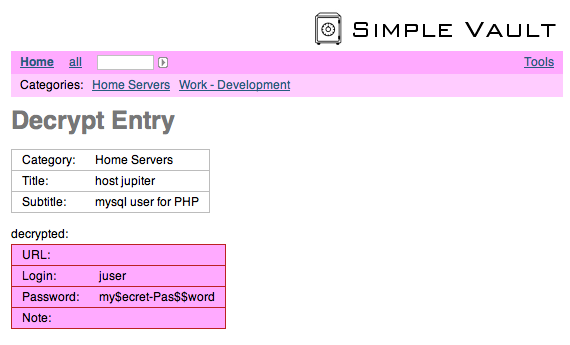 SIMPLE VAULT
Home all Tools
Categories: Home Servers Work - Development
Decrypt Entry
Category: Home Servers
Title: host jupiter
Subtitle: mysql user for PHP
decrypted:
URL:
Login: juser
Password: my$ecret-Pas$$word
Note: